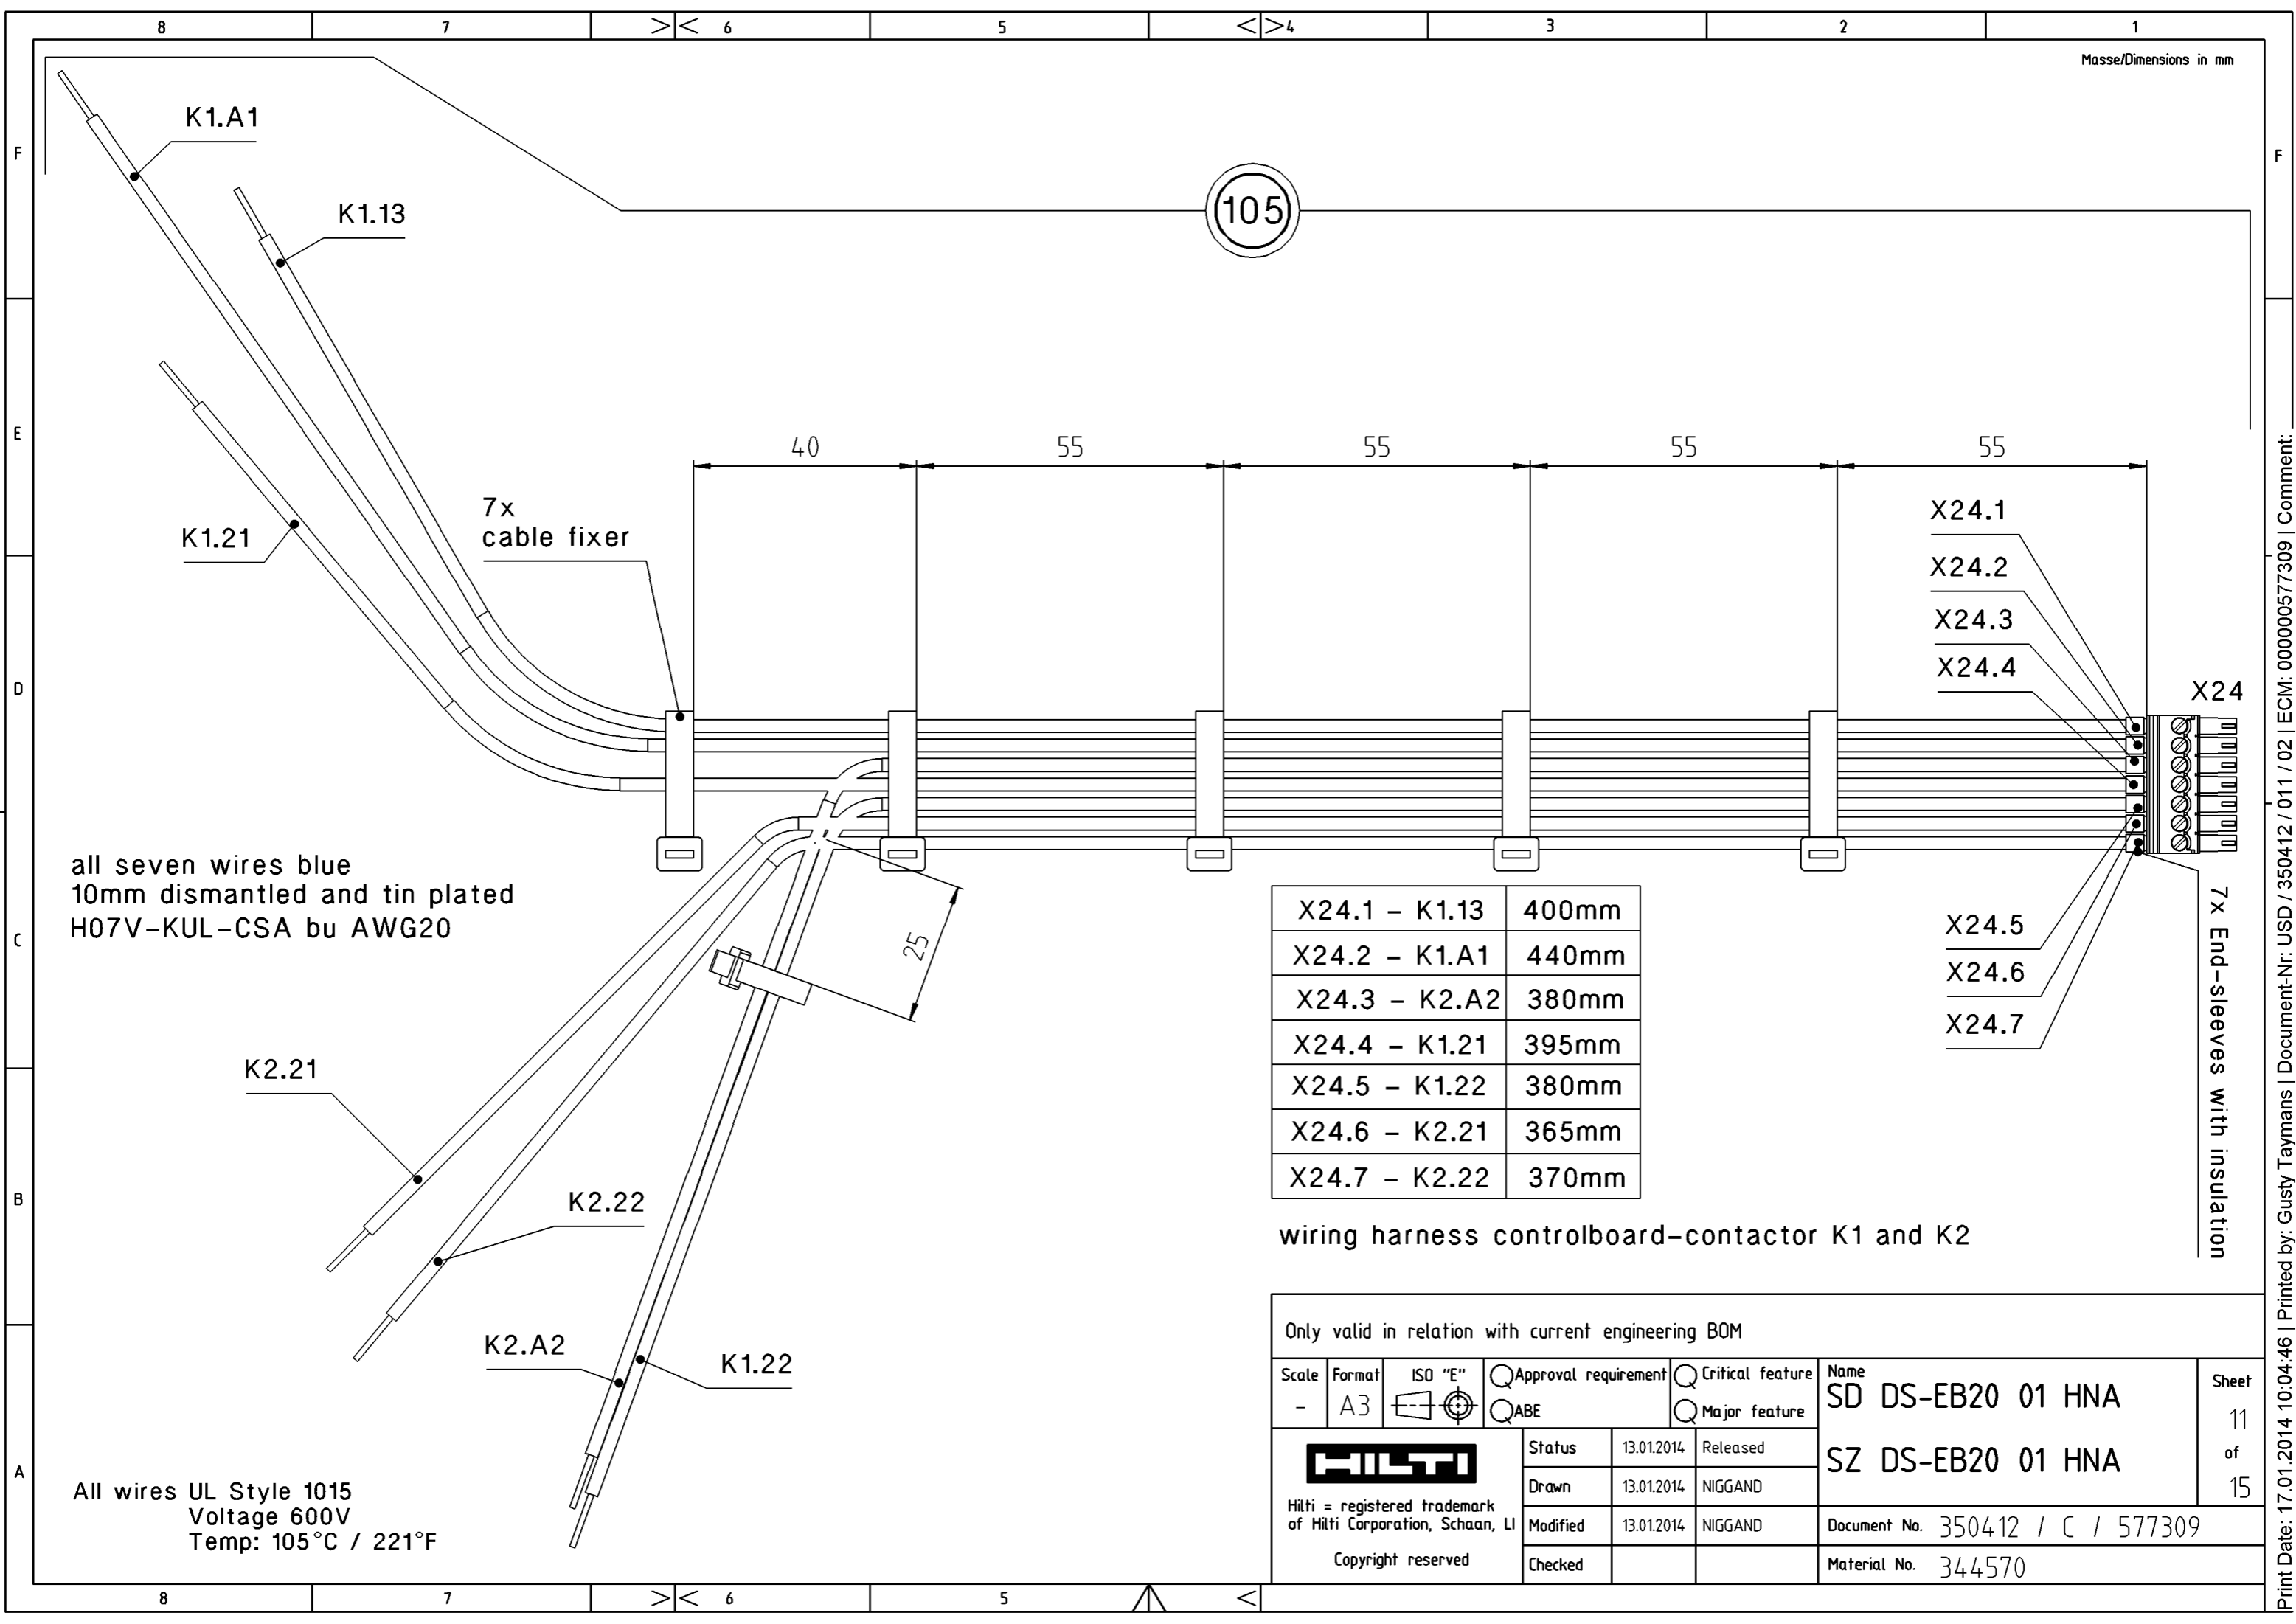 8 7 >< 6 5 <>4 3 2 1
Masse/Dimensions in mm
F
E
D
C
B
A
F
K1.A1
K1.13
105
K1.21
7x
cable fixer
40 55 55 55 55
X24.1
X24.2
X24.3
X24.4
X24
all seven wires blue
10mm dismantled and tin plated
H07V-KUL-CSA bu AWG20
25
X24.5
X24.6
X24.7
7x End-sleeves with insulation
X24.1 - K1.13 400mm
X24.2 - K1.A1 440mm
X24.3 - K2.A2 380mm
X24.4 - K1.21 395mm
X24.5 - K1.22 380mm
X24.6 - K2.21 365mm
X24.7 - K2.22 370mm
K2.21
K2.22
K2.A2
K1.22
wiring harness controlboard-contactor K1 and K2
All wires UL Style 1015
Voltage 600V
Temp: 105°C / 221°F
Only valid in relation with current engineering BOM
Scale
-
Format
A3
ISO "E"
Approval requirement
ABE
Critical feature
Major feature
Name
SD DS-EB20 01 HNA
SZ DS-EB20 01 HNA
Sheet
11
of
15
HILTI
Hilti = registered trademark
of Hilti Corporation, Schaan, LI
Copyright reserved
Status 13.01.2014 Released
Drawn 13.01.2014 NIGGAND
Modified 13.01.2014 NIGGAND
Checked
Document No. 350412 / C / 577309
Material No. 344570
8 7 >< 6 5 <
Print Date: 17.01.2014 10:04:46 | Printed by: Gusty Taymans | Document-Nr: USD / 350412 / 011 / 02 | ECM: 000000577309 | Comment: